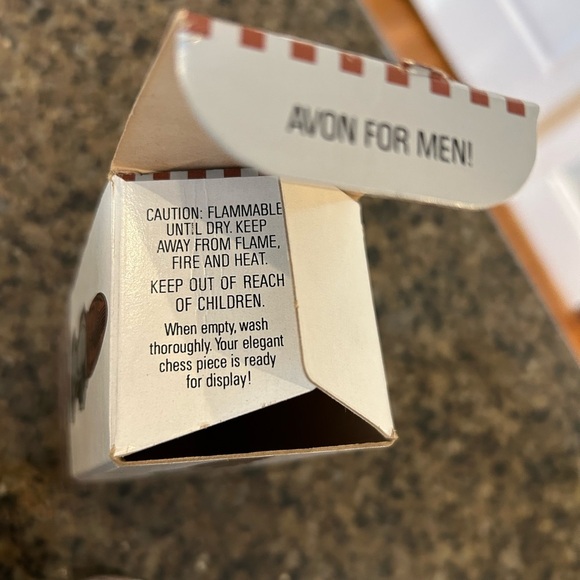 AVON FOR MEN!
CAUTION: FLAMMABLE
UNTIL DRY. KEEP
AWAY FROM FLAME,
FIRE AND HEAT.
KEEP OUT OF REACH
OF CHILDREN.
When empty, wash
thoroughly. Your elegant
chess piece is ready
for display!